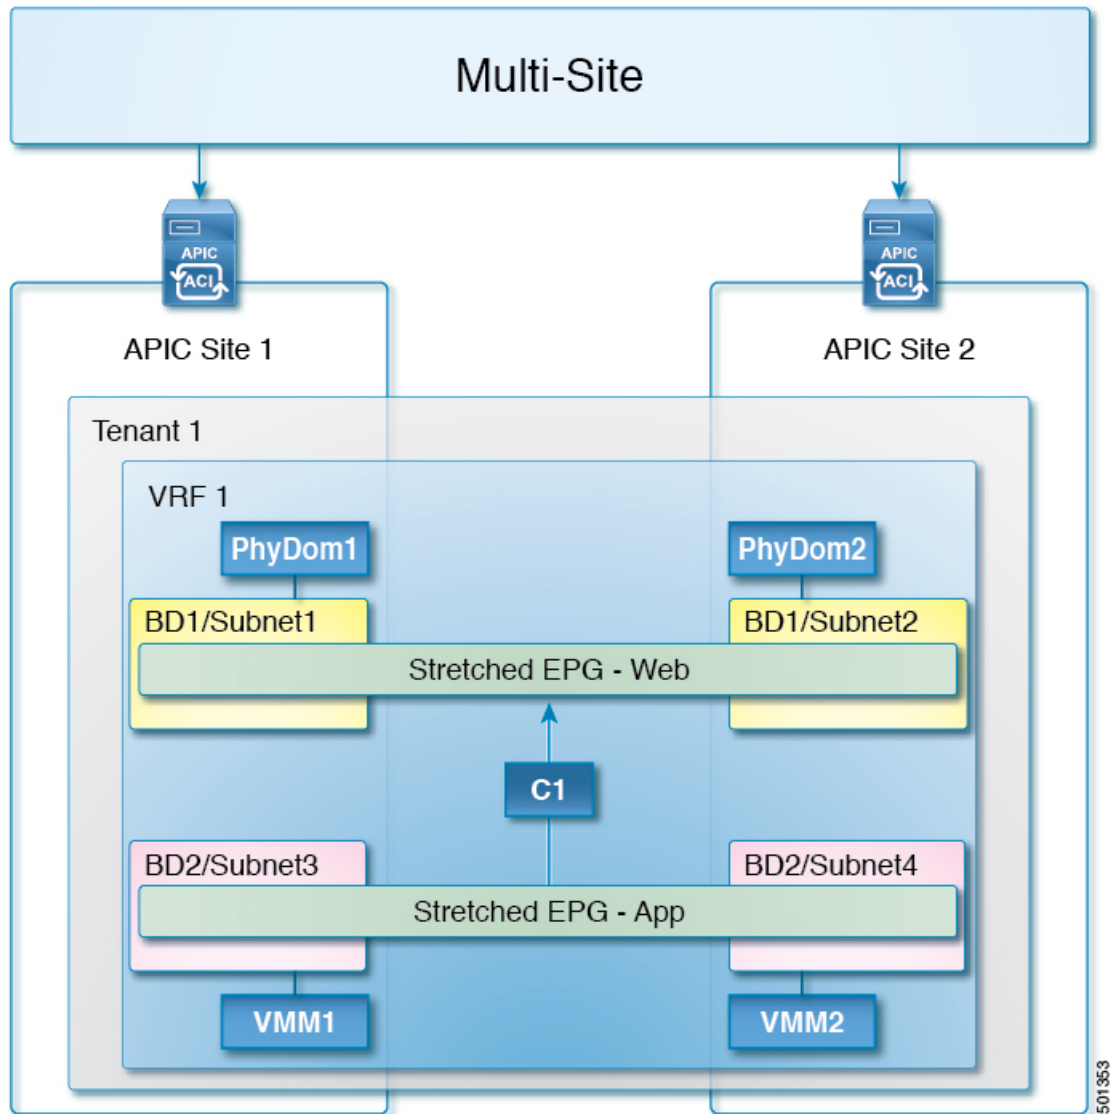 Multi-Site
APIC
ACI
APIC
ACI
APIC Site 1
APIC Site 2
Tenant 1
VRF 1
PhyDom1
PhyDom2
BD1/Subnet1
BD1/Subnet2
Stretched EPG - Web
C1
BD2/Subnet3
BD2/Subnet4
Stretched EPG - App
VMM1
VMM2
501353